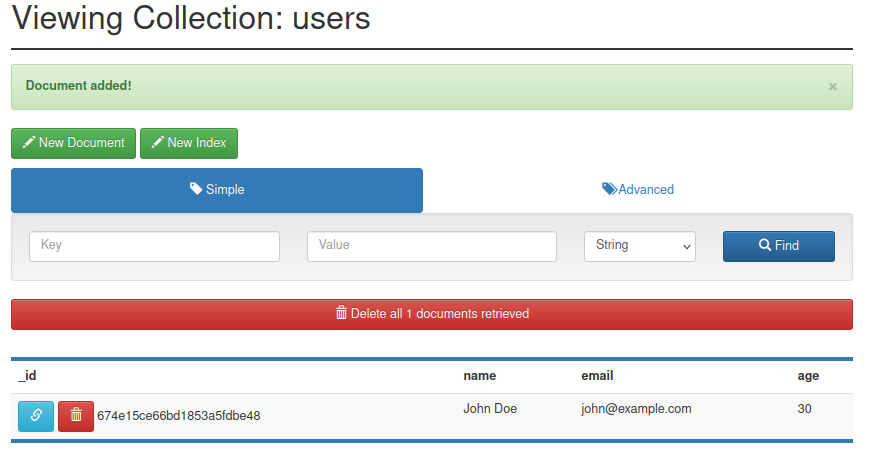 Viewing Collection: users
Document added! ×
New Document New Index
Simple Advanced
Key Value String Find
Delete all 1 documents retrieved
_id name email age
674e15ce66bd1853a5fdbe48 John Doe john@example.com 30